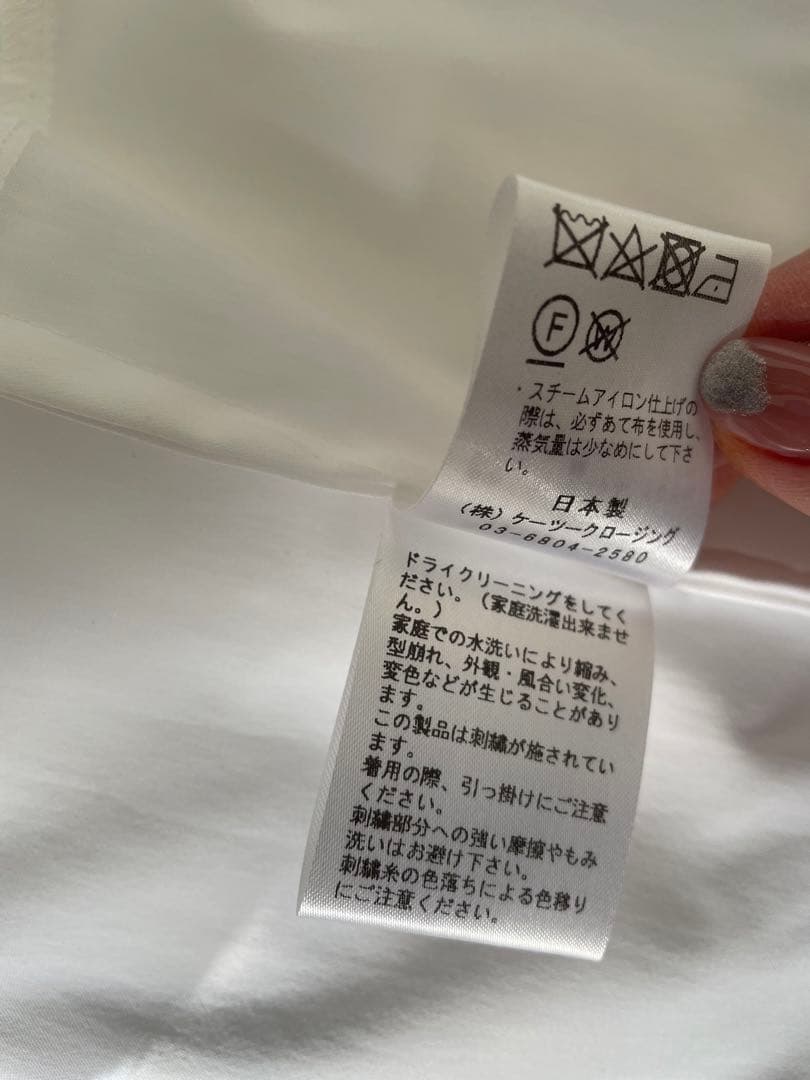 F
W
・スチームアイロン仕上げの
際は、必ずあて布を使用し、
蒸気量は少なめにして下さ
い。
日本製
(株)ケーツークロージング
03-6804-2580
ドライクリーニングをしてく
ださい。(家庭洗濯出来ませ
ん。)
家庭での水洗いにより縮み、
型崩れ、外観・風合い変化、
変色などが生じることがあり
ます。
この製品は刺繍が施されてい
ます。
着用の際、引っ掛けにご注意
ください。
刺繍部分への強い摩擦やもみ
洗いはお避け下さい。
刺繍糸の色落ちによる色移り
にご注意ください。